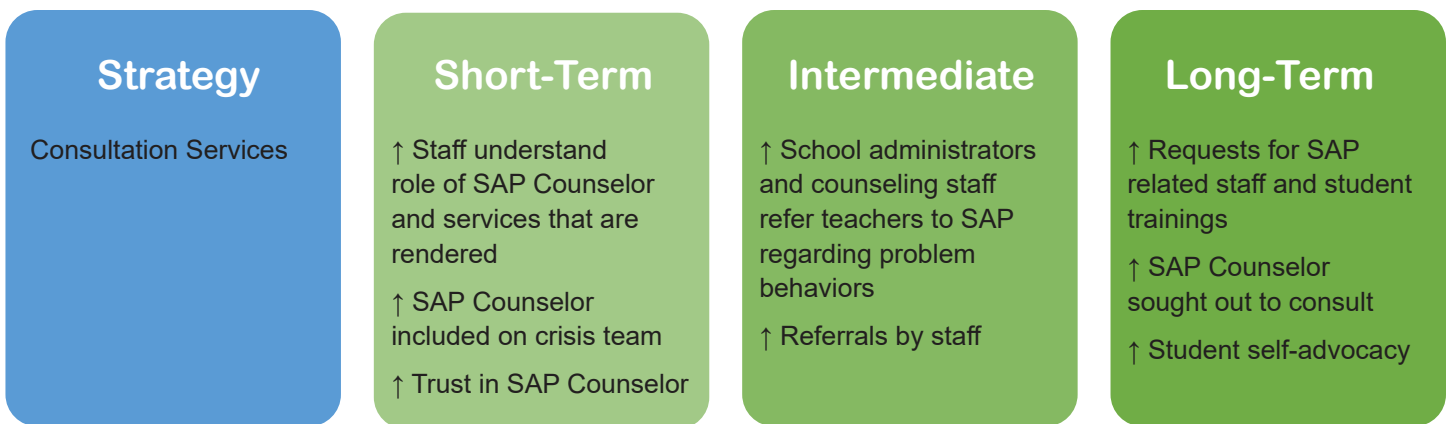 Strategy
Consultation Services
Short-Term
↑ Staff understand
role of SAP Counselor
and services that are
rendered
↑ SAP Counselor
included on crisis team
↑ Trust in SAP Counselor
Intermediate
↑ School administrators
and counseling staff
refer teachers to SAP
regarding problem
behaviors
↑ Referrals by staff
Long-Term
↑ Requests for SAP
related staff and student
trainings
↑ SAP Counselor
sought out to consult
↑ Student self-advocacy